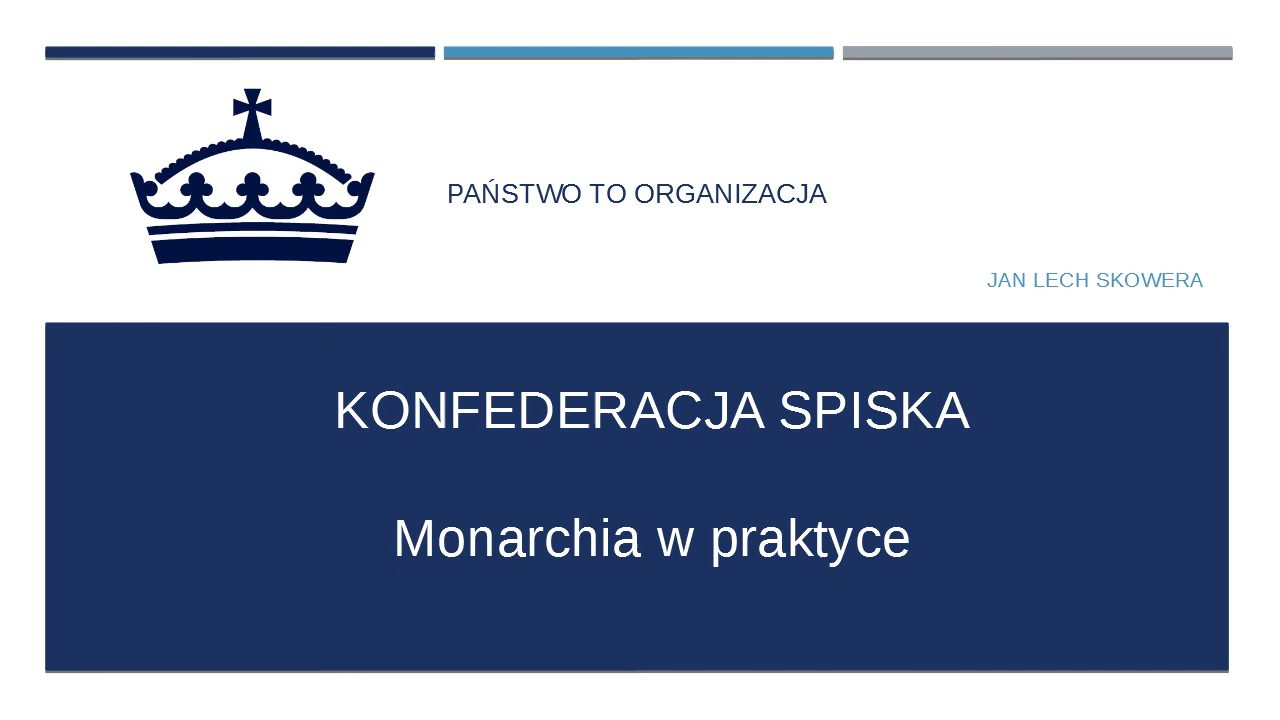 PAŃSTWO TO ORGANIZACJA
JAN LECH SKOWERA
KONFEDERACJA SPISKA
Monarchia w praktyce